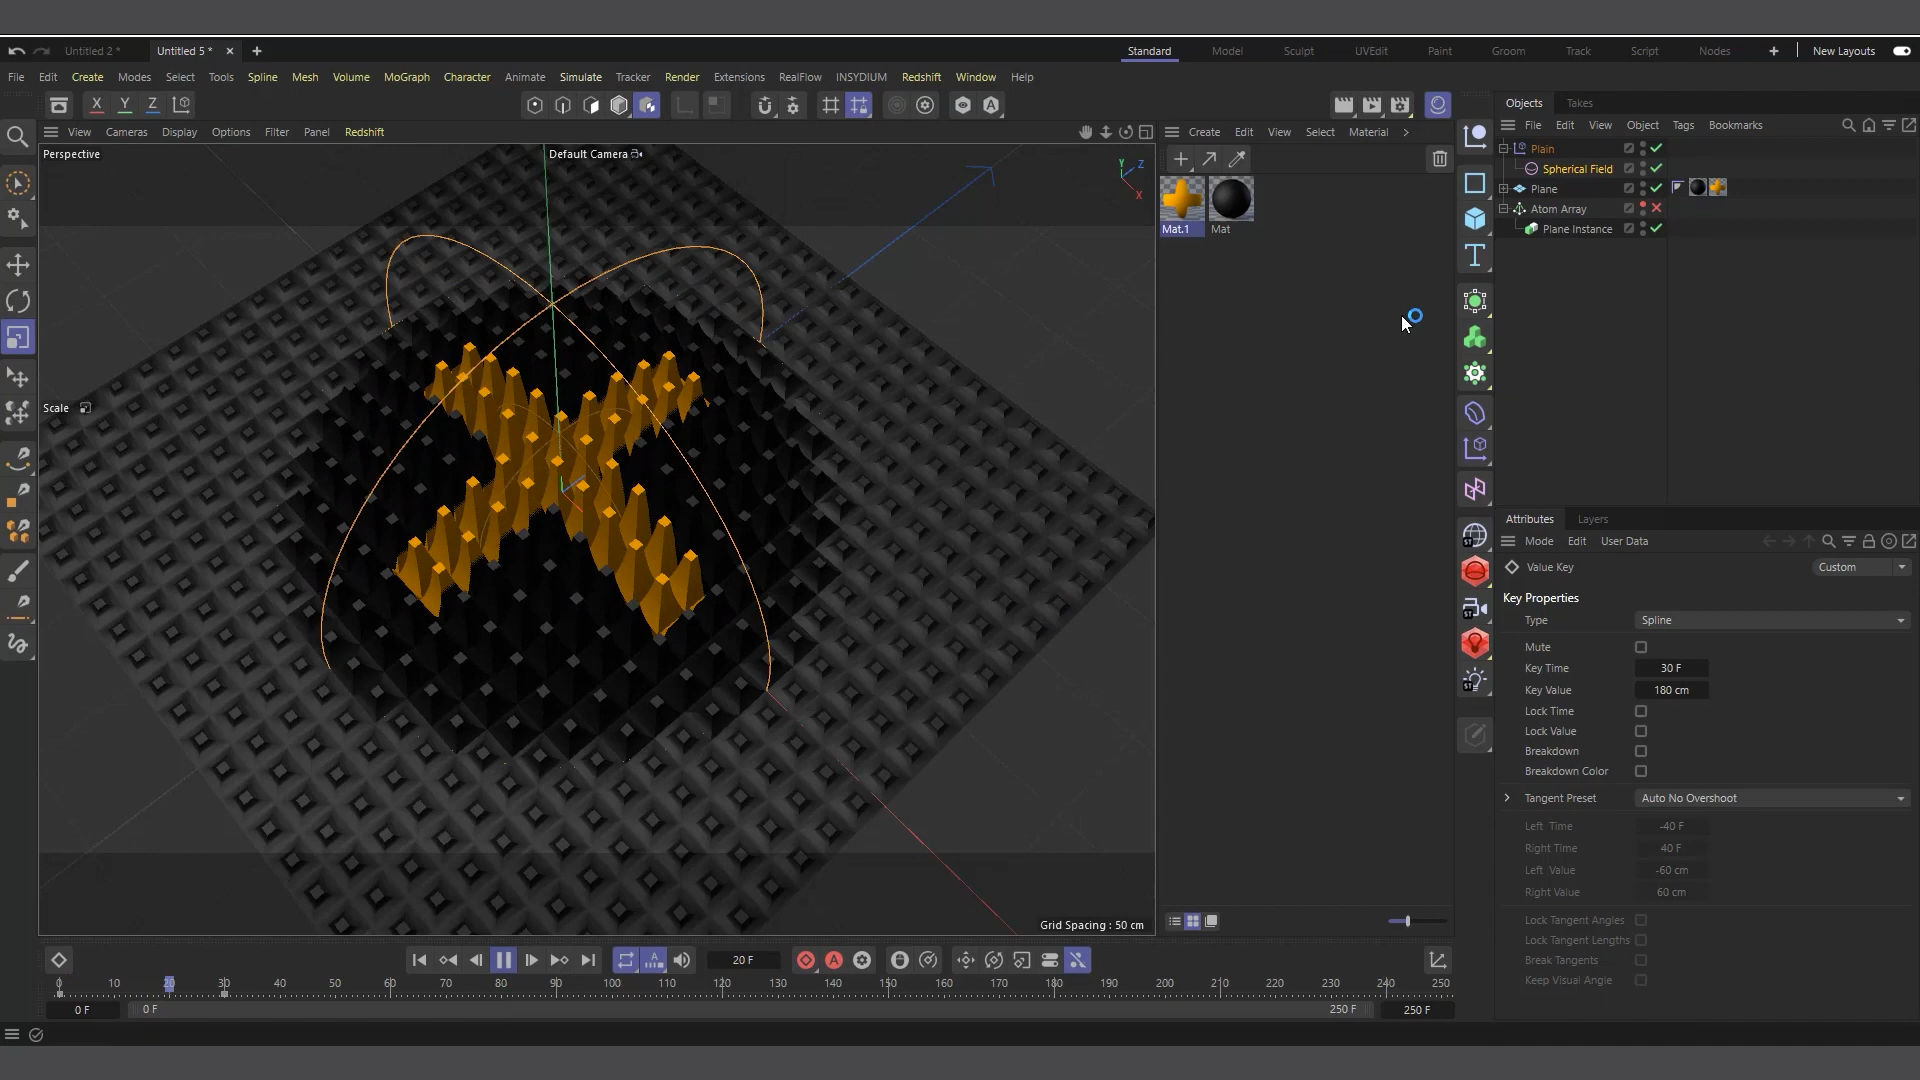 Untitled 2 * Untitled 5 * Standard Model Sculpt UVEdit Paint Groom Track Script Nodes New Layouts
File Edit Create Modes Select Tools Spline Mesh Volume MoGraph Character Animate Simulate Tracker Render Extensions RealFlow INSYDIUM Redshift Window Help
X Y Z
Objects Takes
View Cameras Display Options Filter Panel Redshift
Create Edit View Select Material
File Edit View Object Tags Bookmarks
Perspective Default Camera
Y Z X
Plain
Spherical Field
Plane
Atom Array
Plane Instance
Mat.1 Mat
Scale
Grid Spacing : 50 cm
Attributes Layers
Mode Edit User Data
Value Key Custom
Key Properties
Type Spline
Mute
Key Time 30 F
Key Value 180 cm
Lock Time
Lock Value
Breakdown
Breakdown Color
Tangent Preset Auto No Overshoot
Left Time -40 F
Right Time 40 F
Left Value -60 cm
Right Value 60 cm
Lock Tangent Angles
Lock Tangent Lengths
Break Tangents
Keep Visual Angle
20 F
0 10 20 30 40 50 60 70 80 90 100 110 120 130 140 150 160 170 180 190 200 210 220 230 240 250
0 F 0 F 250 F 250 F